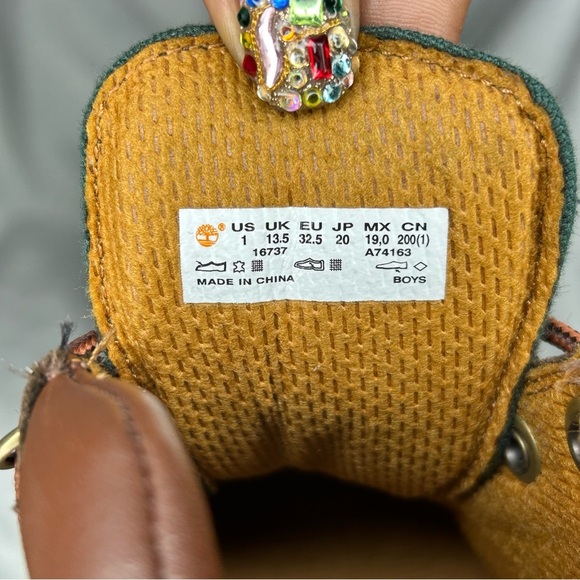 ® US UK EU JP MX CN
1 13.5 32.5 20 19,0 200(1)
16737 A74163
MADE IN CHINA BOYS